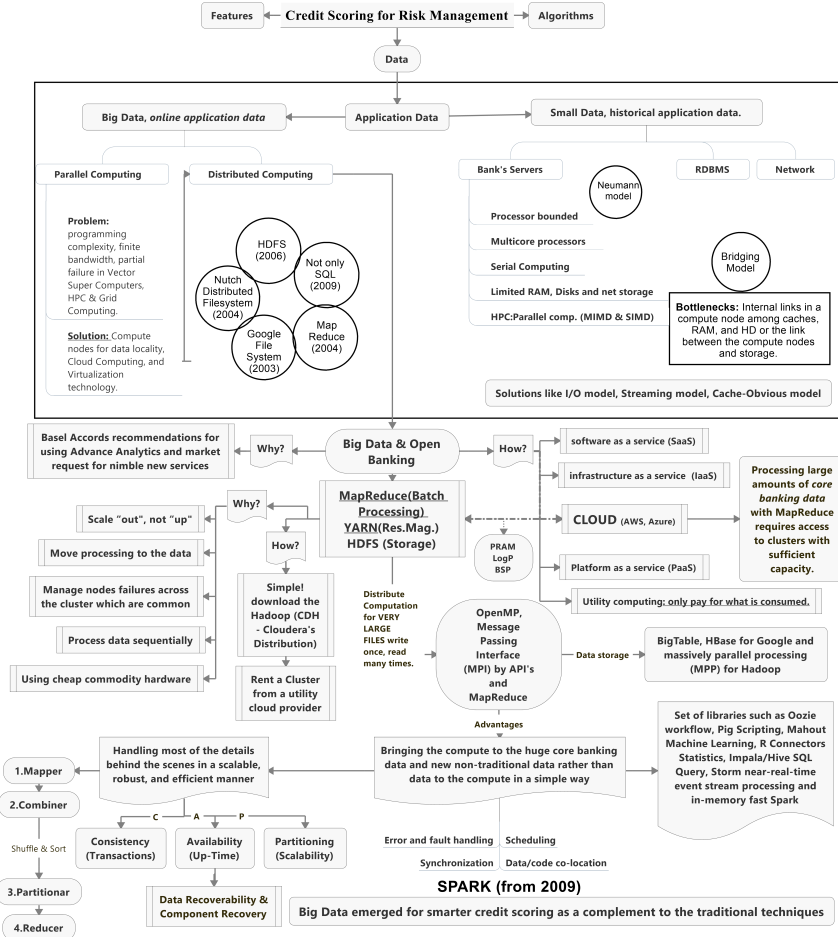 Features
Credit Scoring for Risk Management
Algorithms
Data
Big Data, online application data
Application Data
Small Data, historical application data.
Parallel Computing
Distributed Computing
Bank's Servers
RDBMS
Network
Neumann
model
Problem:
programming
complexity, finite
bandwidth, partial
failure in Vector
Super Computers,
HPC & Grid
Computing.
Solution: Compute
nodes for data locality,
Cloud Computing, and
Virtualization
technology.
HDFS
(2006)
Not only
SQL
(2009)
Nutch
Distributed
Filesystem
(2004)
Google
File
System
(2003)
Map
Reduce
(2004)
Processor bounded
Multicore processors
Serial Computing
Limited RAM, Disks and net storage
HPC:Parallel comp. (MIMD & SIMD)
Bridging
Model
Bottlenecks: Internal links in a
compute node among caches,
RAM, and HD or the link
between the compute nodes
and storage.
Solutions like I/O model, Streaming model, Cache-Obvious model
Basel Accords recommendations for
using Advance Analytics and market
request for nimble new services
Why?
Big Data & Open
Banking
How?
software as a service (SaaS)
infrastructure as a service (IaaS)
CLOUD (AWS, Azure)
Platform as a service (PaaS)
Utility computing: only pay for what is consumed.
Processing large
amounts of core
banking data
with MapReduce
requires access
to clusters with
sufficient
capacity.
MapReduce(Batch
Processing)
YARN(Res.Mag.)
HDFS (Storage)
PRAM
LogP
BSP
Why?
How?
Scale "out", not "up"
Move processing to the data
Manage nodes failures across
the cluster which are common
Process data sequentially
Using cheap commodity hardware
Simple!
download the
Hadoop (CDH
- Cloudera's
Distribution)
Rent a Cluster
from a utility
cloud provider
Distribute
Computation
for VERY
LARGE
FILES write
once, read
many times.
OpenMP,
Message
Passing
Interface
(MPI) by API's
and
MapReduce
Data storage
BigTable, HBase for Google and
massively parallel processing
(MPP) for Hadoop
Advantages
Handling most of the details
behind the scenes in a scalable,
robust, and efficient manner
Bringing the compute to the huge core banking
data and new non-traditional data rather than
data to the compute in a simple way
Set of libraries such as Oozie
workflow, Pig Scripting, Mahout
Machine Learning, R Connectors
Statistics, Impala/Hive SQL
Query, Storm near-real-time
event stream processing and
in-memory fast Spark
1.Mapper
2.Combiner
Shuffle & Sort
3.Partitionar
4.Reducer
C
A
P
Consistency
(Transactions)
Availability
(Up-Time)
Partitioning
(Scalability)
Data Recoverability &
Component Recovery
Error and fault handling
Scheduling
Synchronization
Data/code co-location
SPARK (from 2009)
Big Data emerged for smarter credit scoring as a complement to the traditional techniques